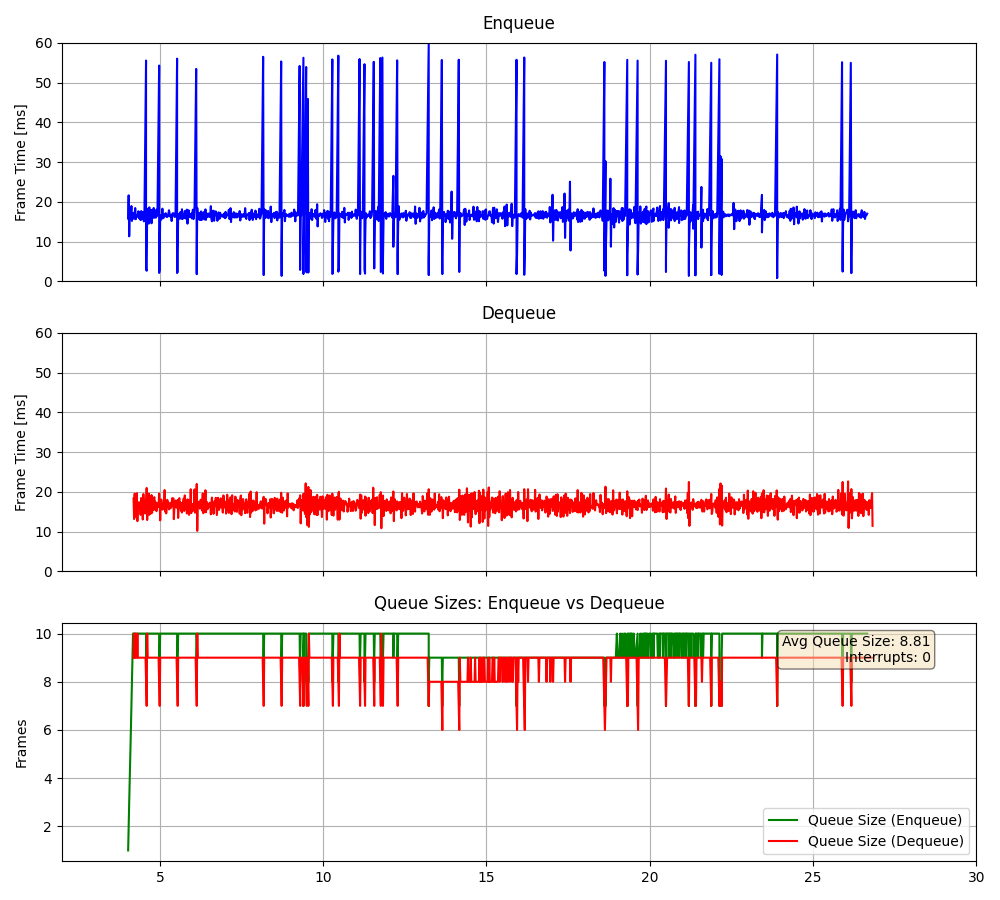 Enqueue
60
50
40
30
20
10
0
Frame Time [ms]
Dequeue
60
50
40
30
20
10
0
Frame Time [ms]
Queue Sizes: Enqueue vs Dequeue
10
8
6
4
2
Frames
Avg Queue Size: 8.81
Interrupts: 0
Queue Size (Enqueue)
Queue Size (Dequeue)
5 10 15 20 25 30